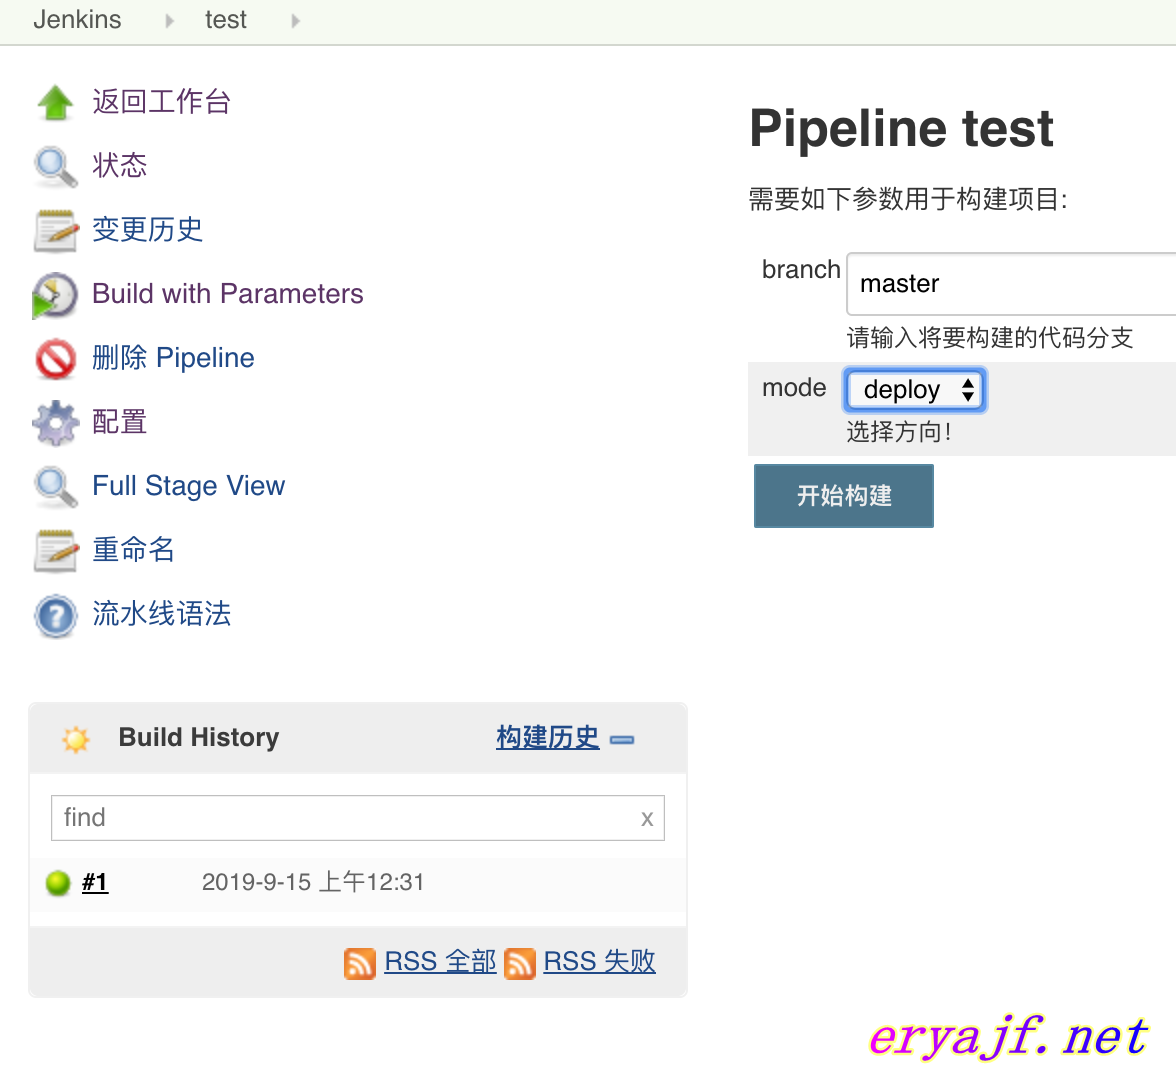 Jenkins test
返回工作台
状态
变更历史
Build with Parameters
删除 Pipeline
配置
Full Stage View
重命名
流水线语法
Build History 构建历史
find x
#1 2019-9-15 上午12:31
RSS 全部 RSS 失败
Pipeline test
需要如下参数用于构建项目:
branch master
请输入将要构建的代码分支
mode deploy
选择方向！
开始构建
eryajf.net